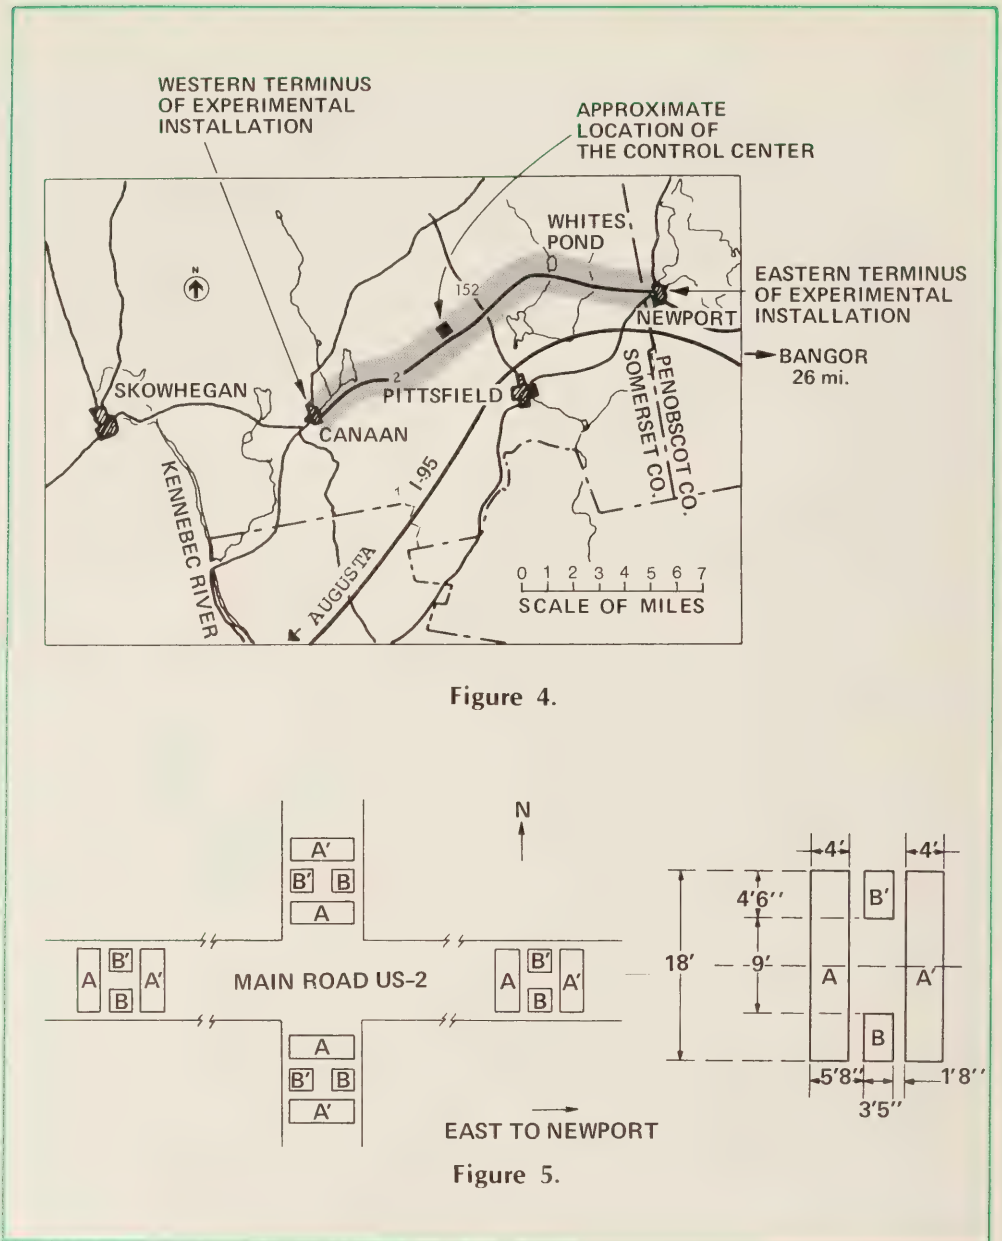 WESTERN TERMINUS
OF EXPERIMENTAL
INSTALLATION
APPROXIMATE
LOCATION OF
THE CONTROL CENTER
WHITES
POND
N
152
EASTERN TERMINUS
OF EXPERIMENTAL
INSTALLATION
NEWPORT
BANGOR
26 mi.
SKOWHEGAN
2
PITTSFIELD
CANAAN
PENOBSCOT CO.
SOMERSET CO.
KENNEBEC RIVER
1
I-95
AUGUSTA
0 1 2 3 4 5 6 7
SCALE OF MILES
Figure 4.
N
A'
B' B
A
A B' A'
B
MAIN ROAD US-2
A B' A'
B
A
B' B
A'
EAST TO NEWPORT
4' 4'
4'6''
B'
18' 9' A A'
B
5'8'' 1'8''
3'5''
Figure 5.